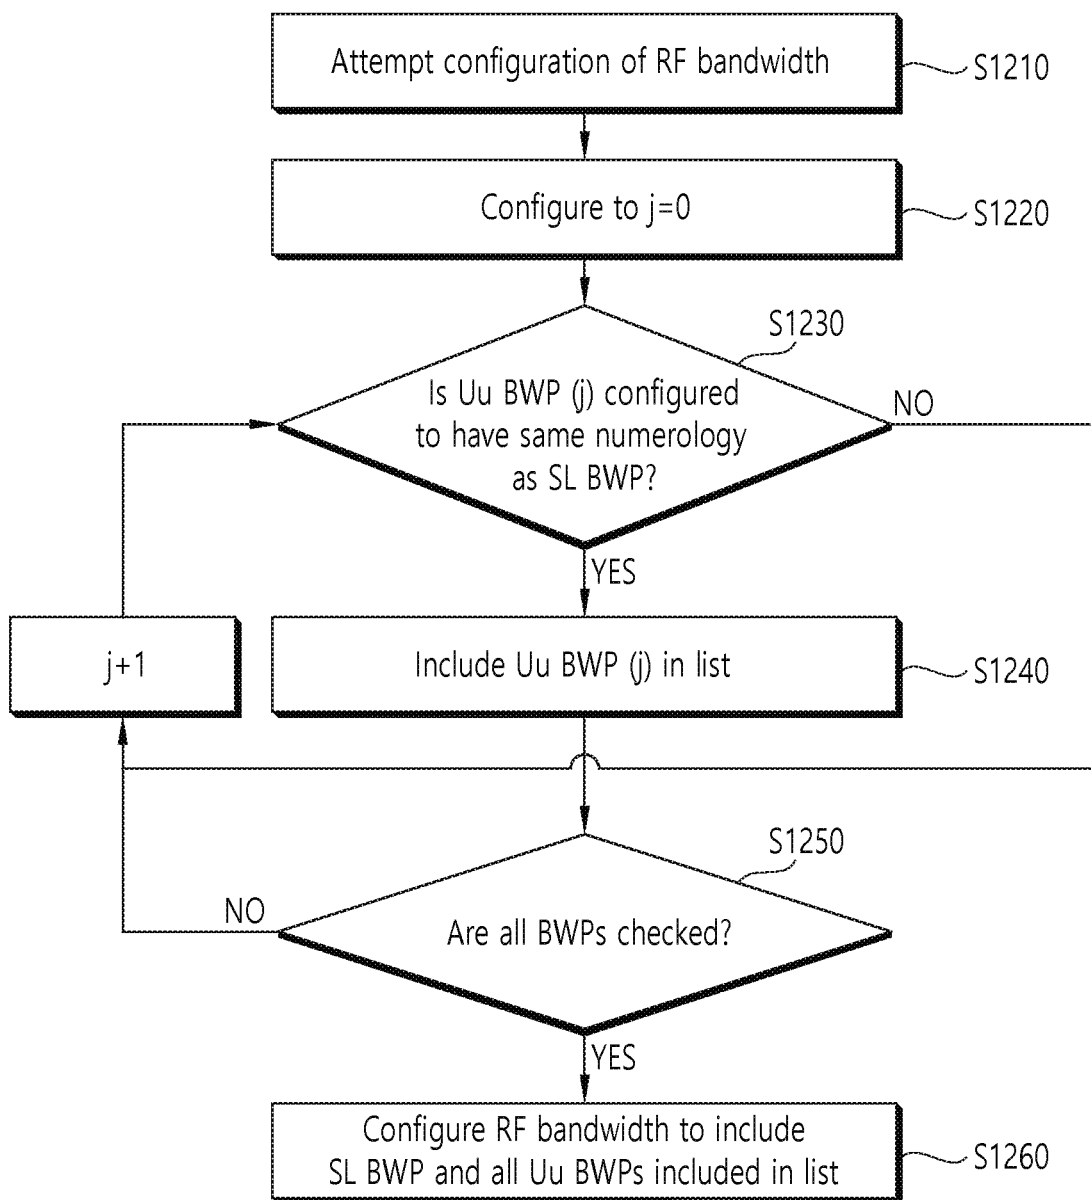 Attempt configuration of RF bandwidth
S1210
Configure to j=0
S1220
S1230
Is Uu BWP (j) configured
to have same numerology
as SL BWP?
NO
YES
j+1
Include Uu BWP (j) in list
S1240
S1250
Are all BWPs checked?
NO
YES
Configure RF bandwidth to include
SL BWP and all Uu BWPs included in list
S1260